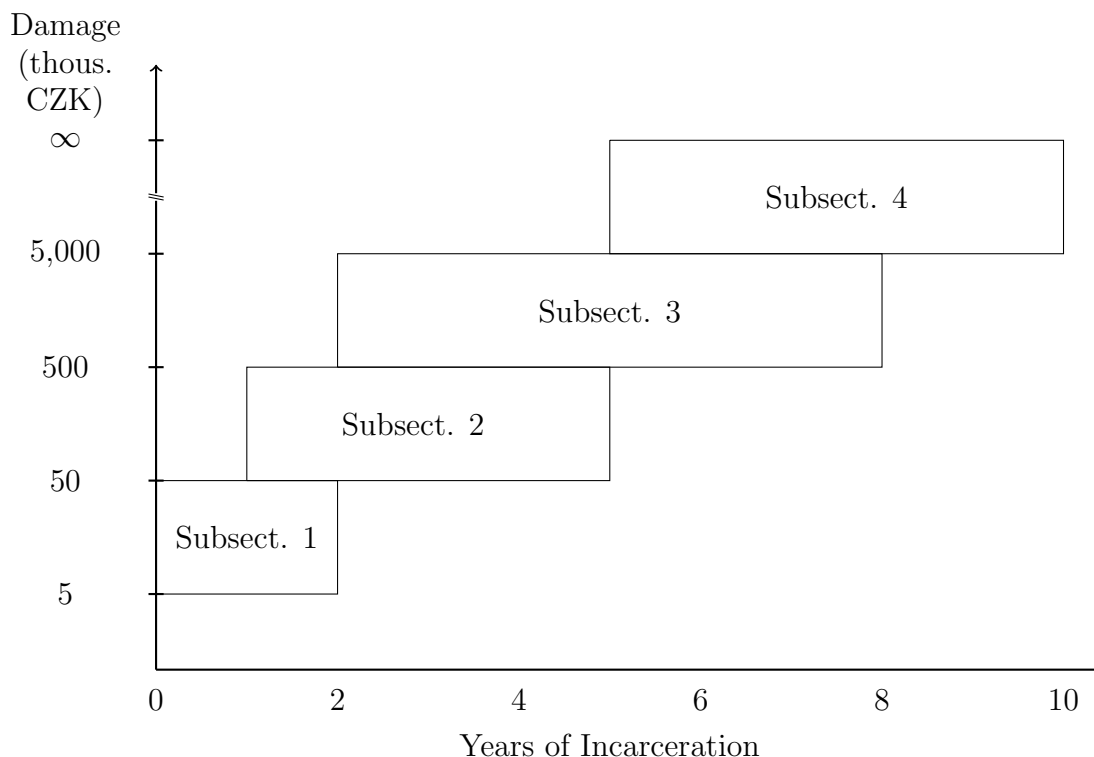 Damage
(thous.
CZK)
∞
Subsect. 4
5,000
Subsect. 3
500
Subsect. 2
50
Subsect. 1
5
0 2 4 6 8 10
Years of Incarceration